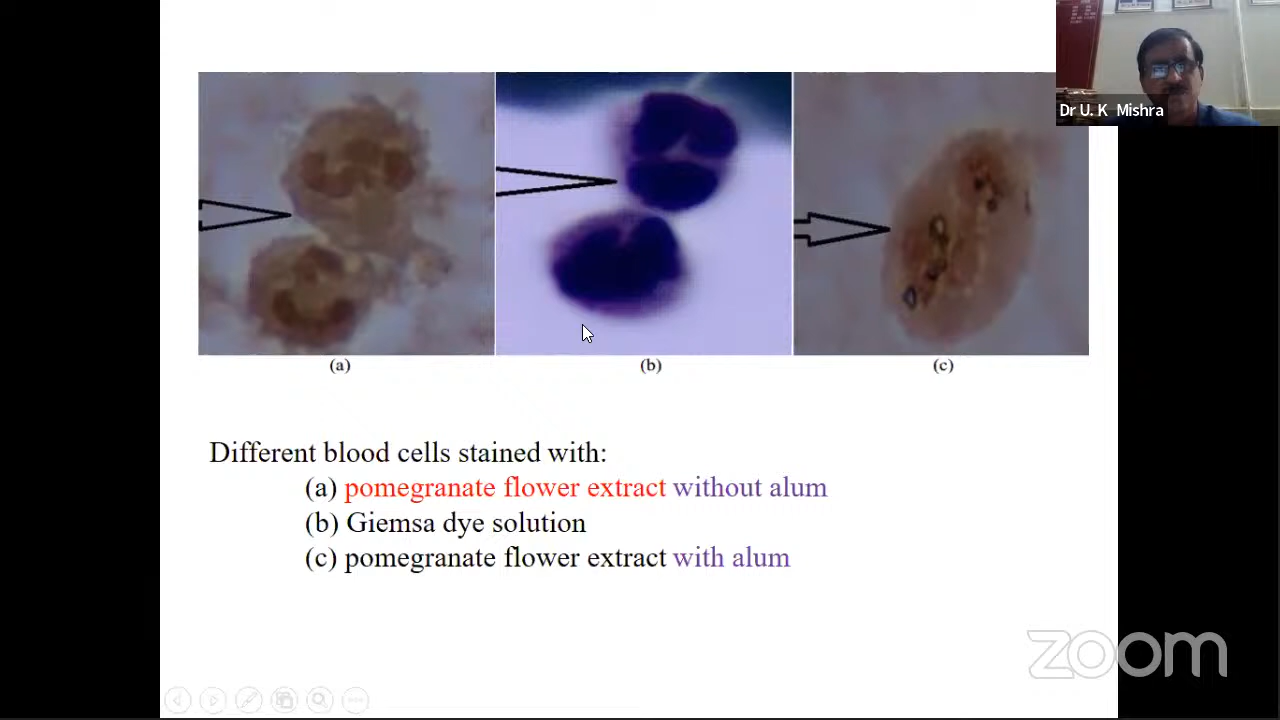 Dr U. K Mishra
(a)
(b)
(c)
Different blood cells stained with:
(a) pomegranate flower extract without alum
(b) Giemsa dye solution
(c) pomegranate flower extract with alum
zoom